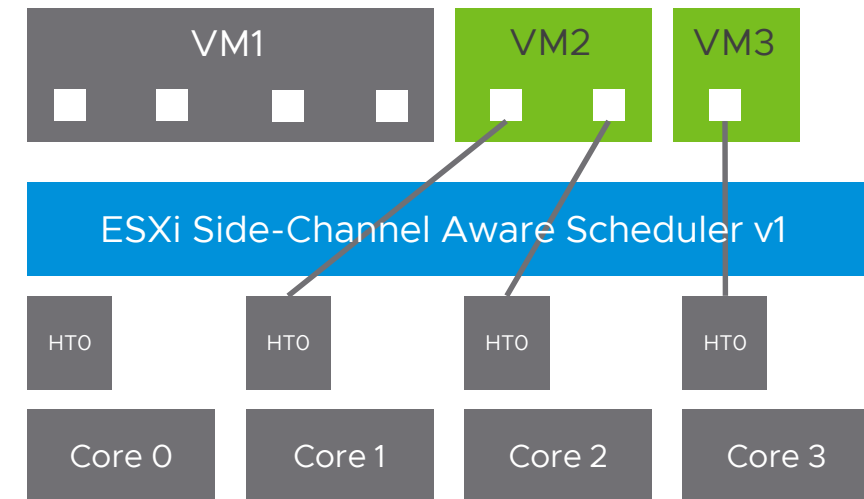 VM1
VM2
VM3
ESXi Side-Channel Aware Scheduler v1
HT0
HT0
HT0
HT0
Core 0
Core 1
Core 2
Core 3